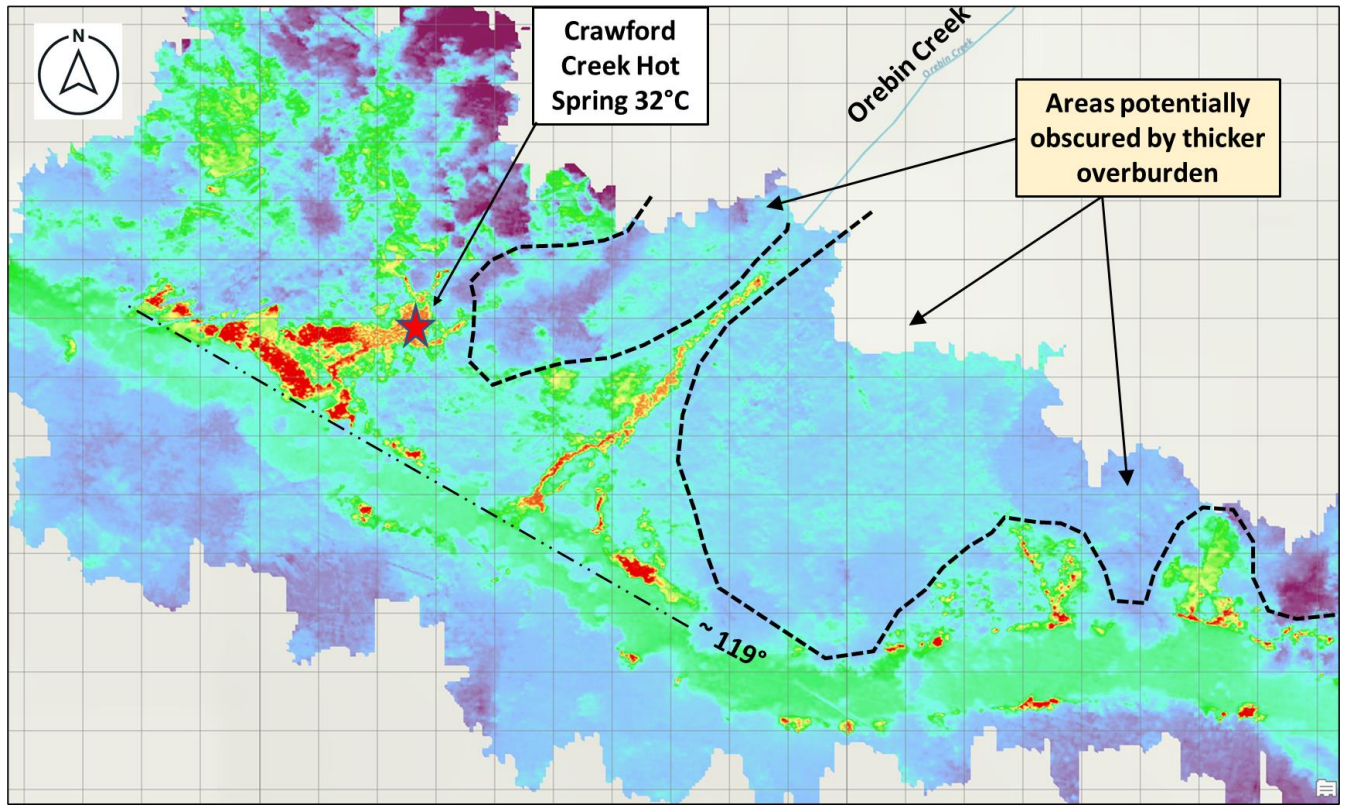 N
Crawford
Creek Hot
Spring 32°C
Orebin Creek
Orebin Creek
Areas potentially
obscured by thicker
overburden
~ 119°